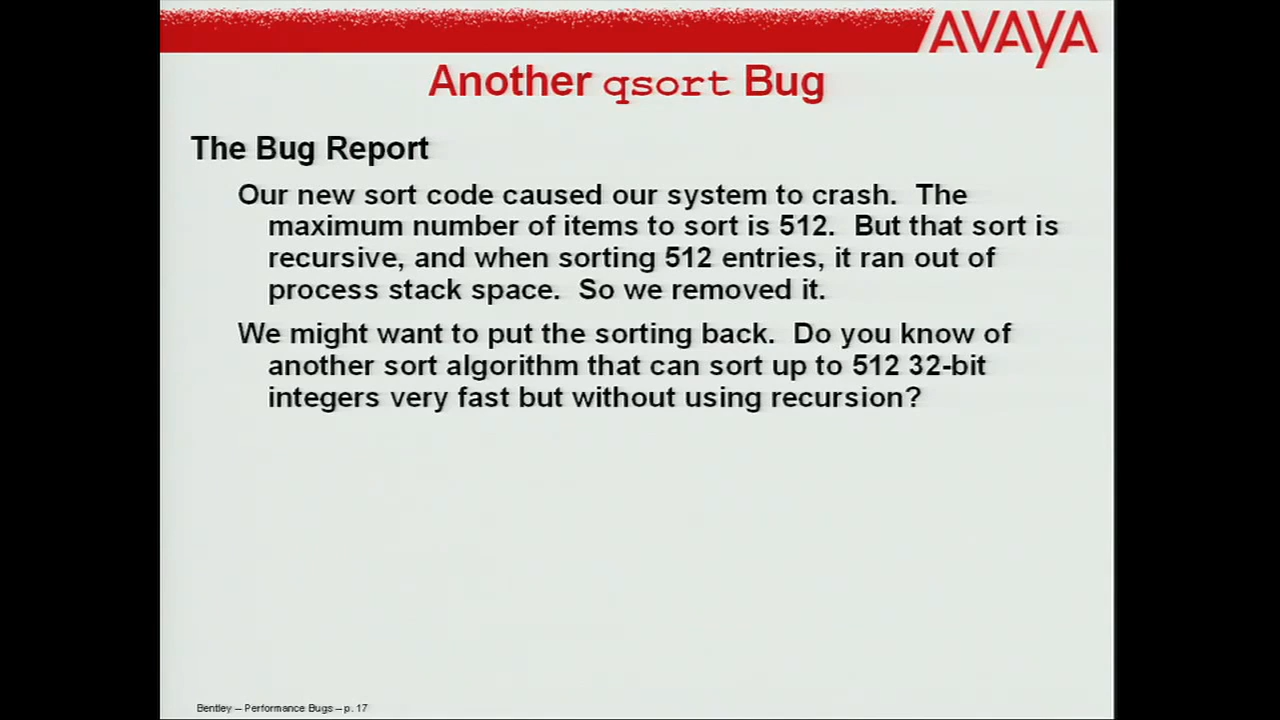 AVAYA
Another qsort Bug
The Bug Report
Our new sort code caused our system to crash. The
maximum number of items to sort is 512. But that sort is
recursive, and when sorting 512 entries, it ran out of
process stack space. So we removed it.
We might want to put the sorting back. Do you know of
another sort algorithm that can sort up to 512 32-bit
integers very fast but without using recursion?
Bentley – Performance Bugs – p. 17